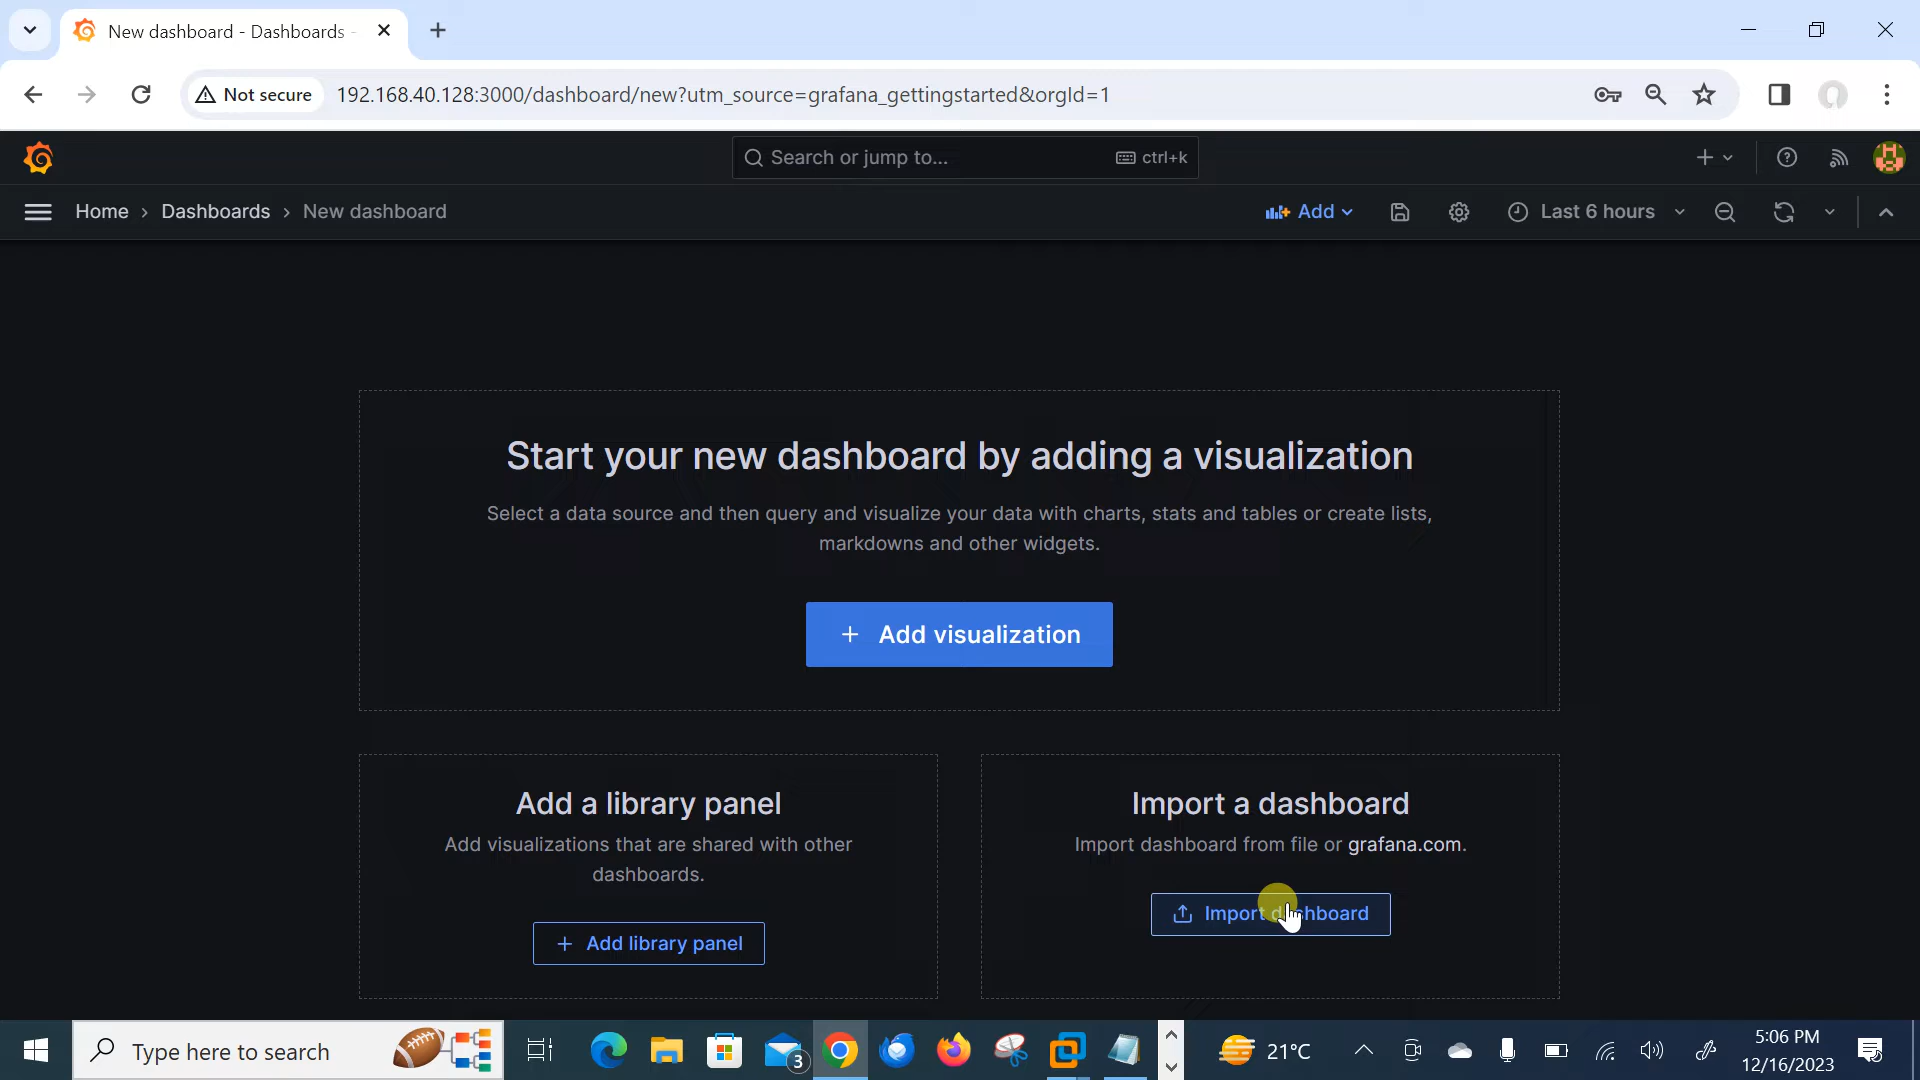 New dashboard - Dashboards -
Not secure
192.168.40.128:3000/dashboard/new?utm_source=grafana_gettingstarted&orgId=1
Search or jump to...
ctrl+k
Home › Dashboards › New dashboard
Add
Last 6 hours
Start your new dashboard by adding a visualization
Select a data source and then query and visualize your data with charts, stats and tables or create lists,
markdowns and other widgets.
+ Add visualization
Add a library panel
Add visualizations that are shared with other
dashboards.
+ Add library panel
Import a dashboard
Import dashboard from file or grafana.com.
Import dashboard
Type here to search
3
21°C
5:06 PM
12/16/2023